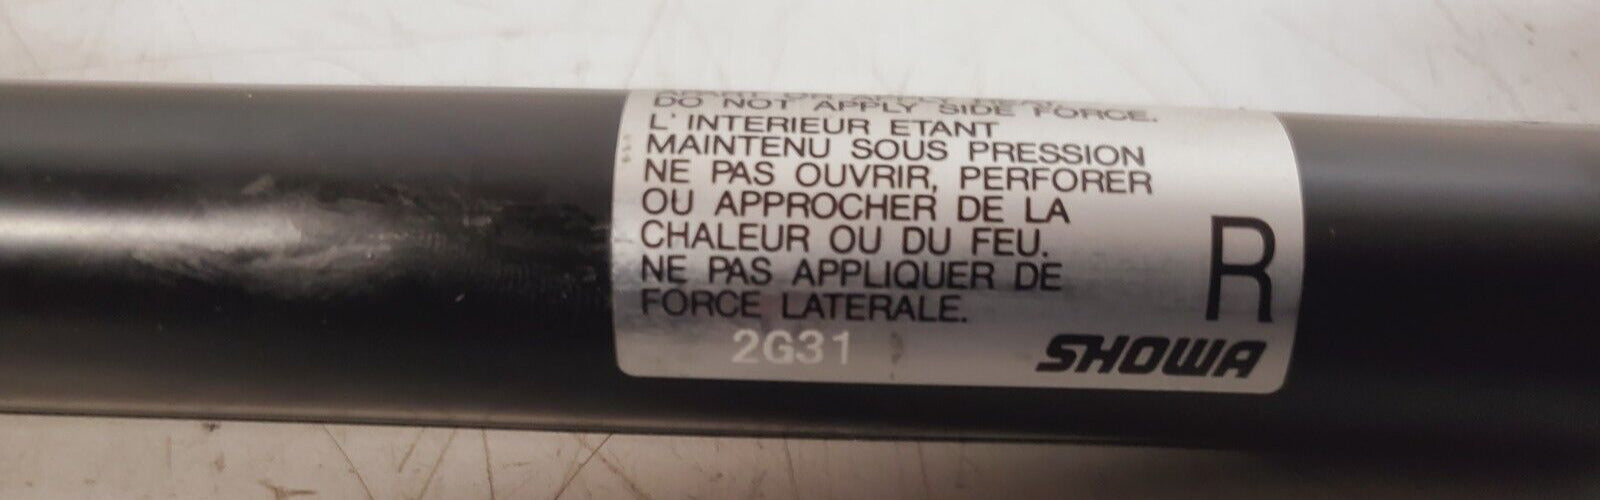 DO NOT APPLY SIDE FORCE.
L'INTERIEUR ETANT
MAINTENU SOUS PRESSION
NE PAS OUVRIR, PERFORER
OU APPROCHER DE LA
CHALEUR OU DU FEU.
NE PAS APPLIQUER DE
FORCE LATERALE.
R
2G31
SHOWA